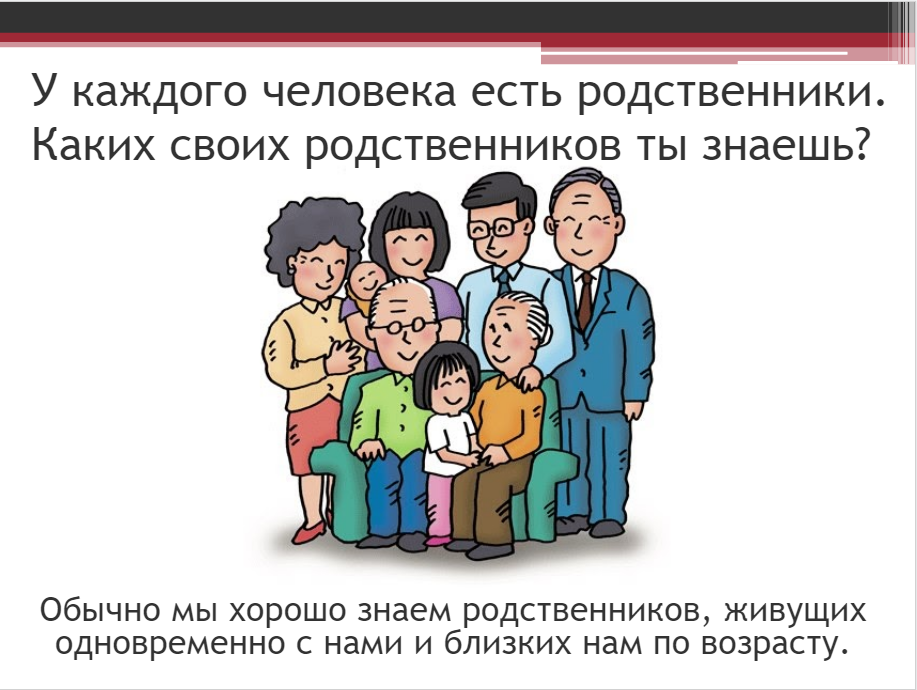 У каждого человека есть родственники.
Каких своих родственников ты знаешь?
Обычно мы хорошо знаем родственников, живущих
одновременно с нами и близких нам по возрасту.